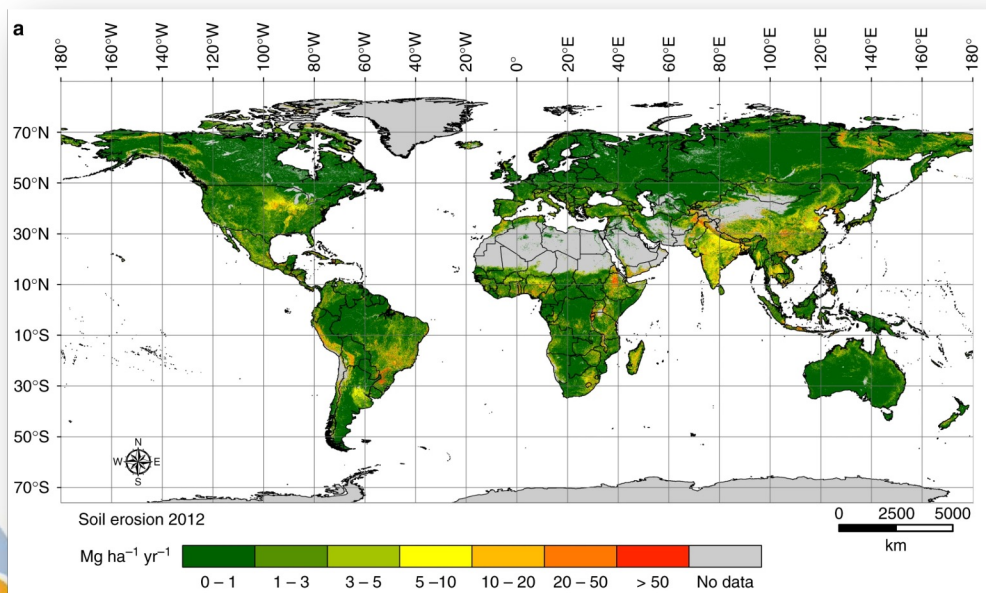 a
180° 160°W 140°W 120°W 100°W 80°W 60°W 40°W 20°W 0° 20°E 40°E 60°E 80°E 100°E 120°E 140°E 160°E 180°
70°N
50°N
30°N
10°N
10°S
30°S
50°S
70°S
N
W E
S
Soil erosion 2012
0 2500 5000
km
Mg ha⁻¹ yr⁻¹
0 – 1 1 – 3 3 – 5 5 –10 10 – 20 20 – 50 > 50 No data